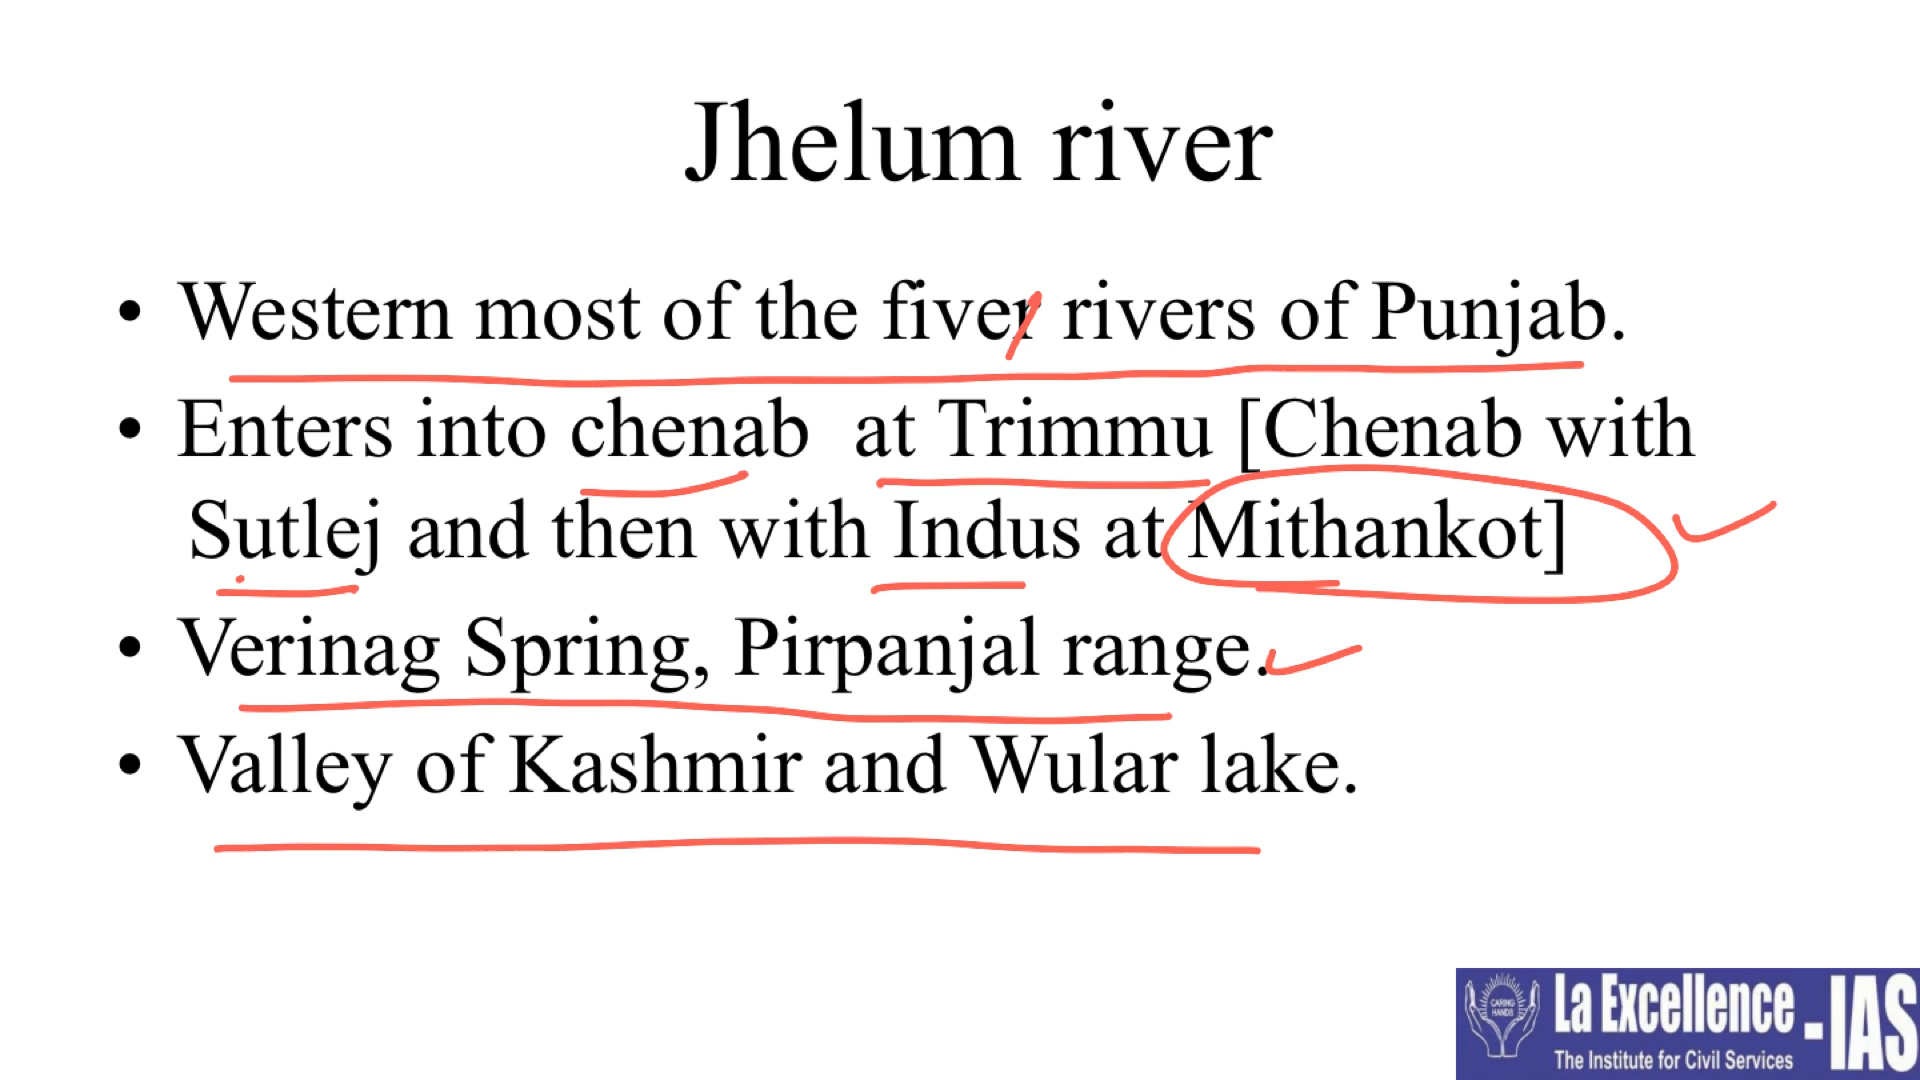 Jhelum river
• Western most of the fiver rivers of Punjab.
• Enters into chenab at Trimmu [Chenab with
Sutlej and then with Indus at Mithankot]
• Verinag Spring, Pirpanjal range.
• Valley of Kashmir and Wular lake.
CARING
HANDS
La Excellence -IAS
The Institute for Civil Services